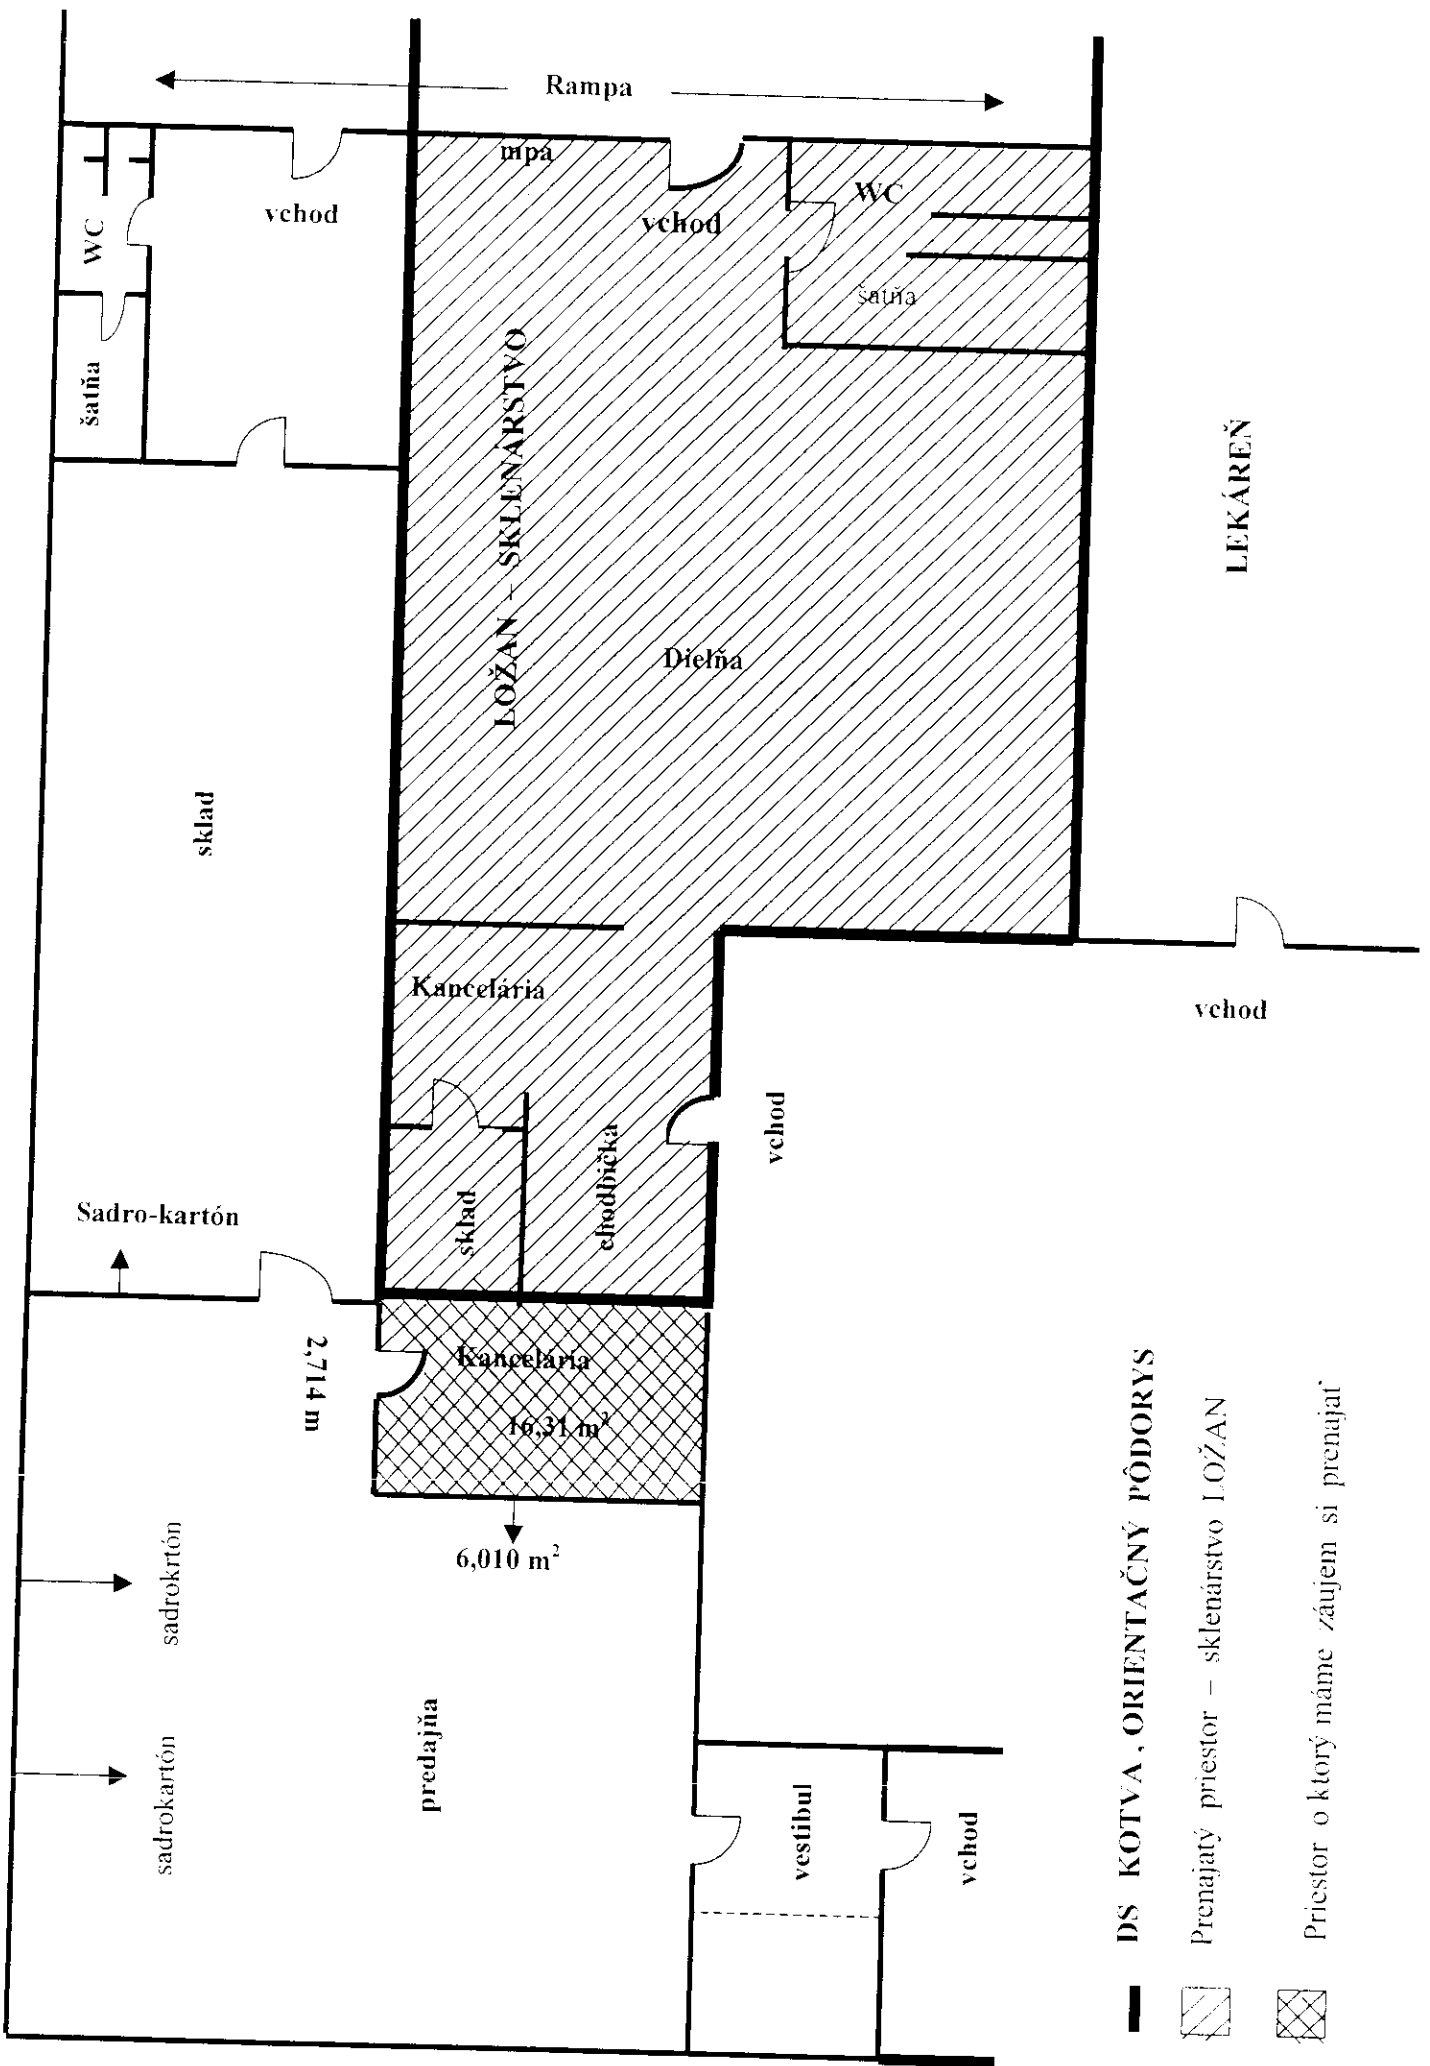 Rampa
mpa
vchod
vchod
WC
WC
šatňa
šatňa
LOŽAN – SKLENÁRSTVO
LEKÁREŇ
Dielňa
sklad
Kancelária
vchod
vchod
sklad
chodbička
Sadro-kartón
2,714 m
Kancelária
16,31 m²
6,010 m²
sadrokrtón
sadrokartón
predajňa
vestibul
vchod
DS KOTVA , ORIENTAČNÝ PÔDORYS
Prenajatý priestor – sklenárstvo LOŽAN
Priestor o ktorý máme záujem si prenajať